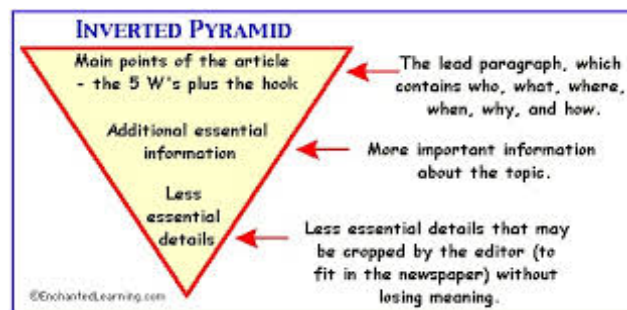 INVERTED PYRAMID
Main points of the article
- the 5 W's plus the hook
Additional essential
information
Less
essential
details
The lead paragraph, which
contains who, what, where,
when, why, and how.
More important information
about the topic.
Less essential details that may
be cropped by the editor (to
fit in the newspaper) without
losing meaning.
©EnchantedLearning.com